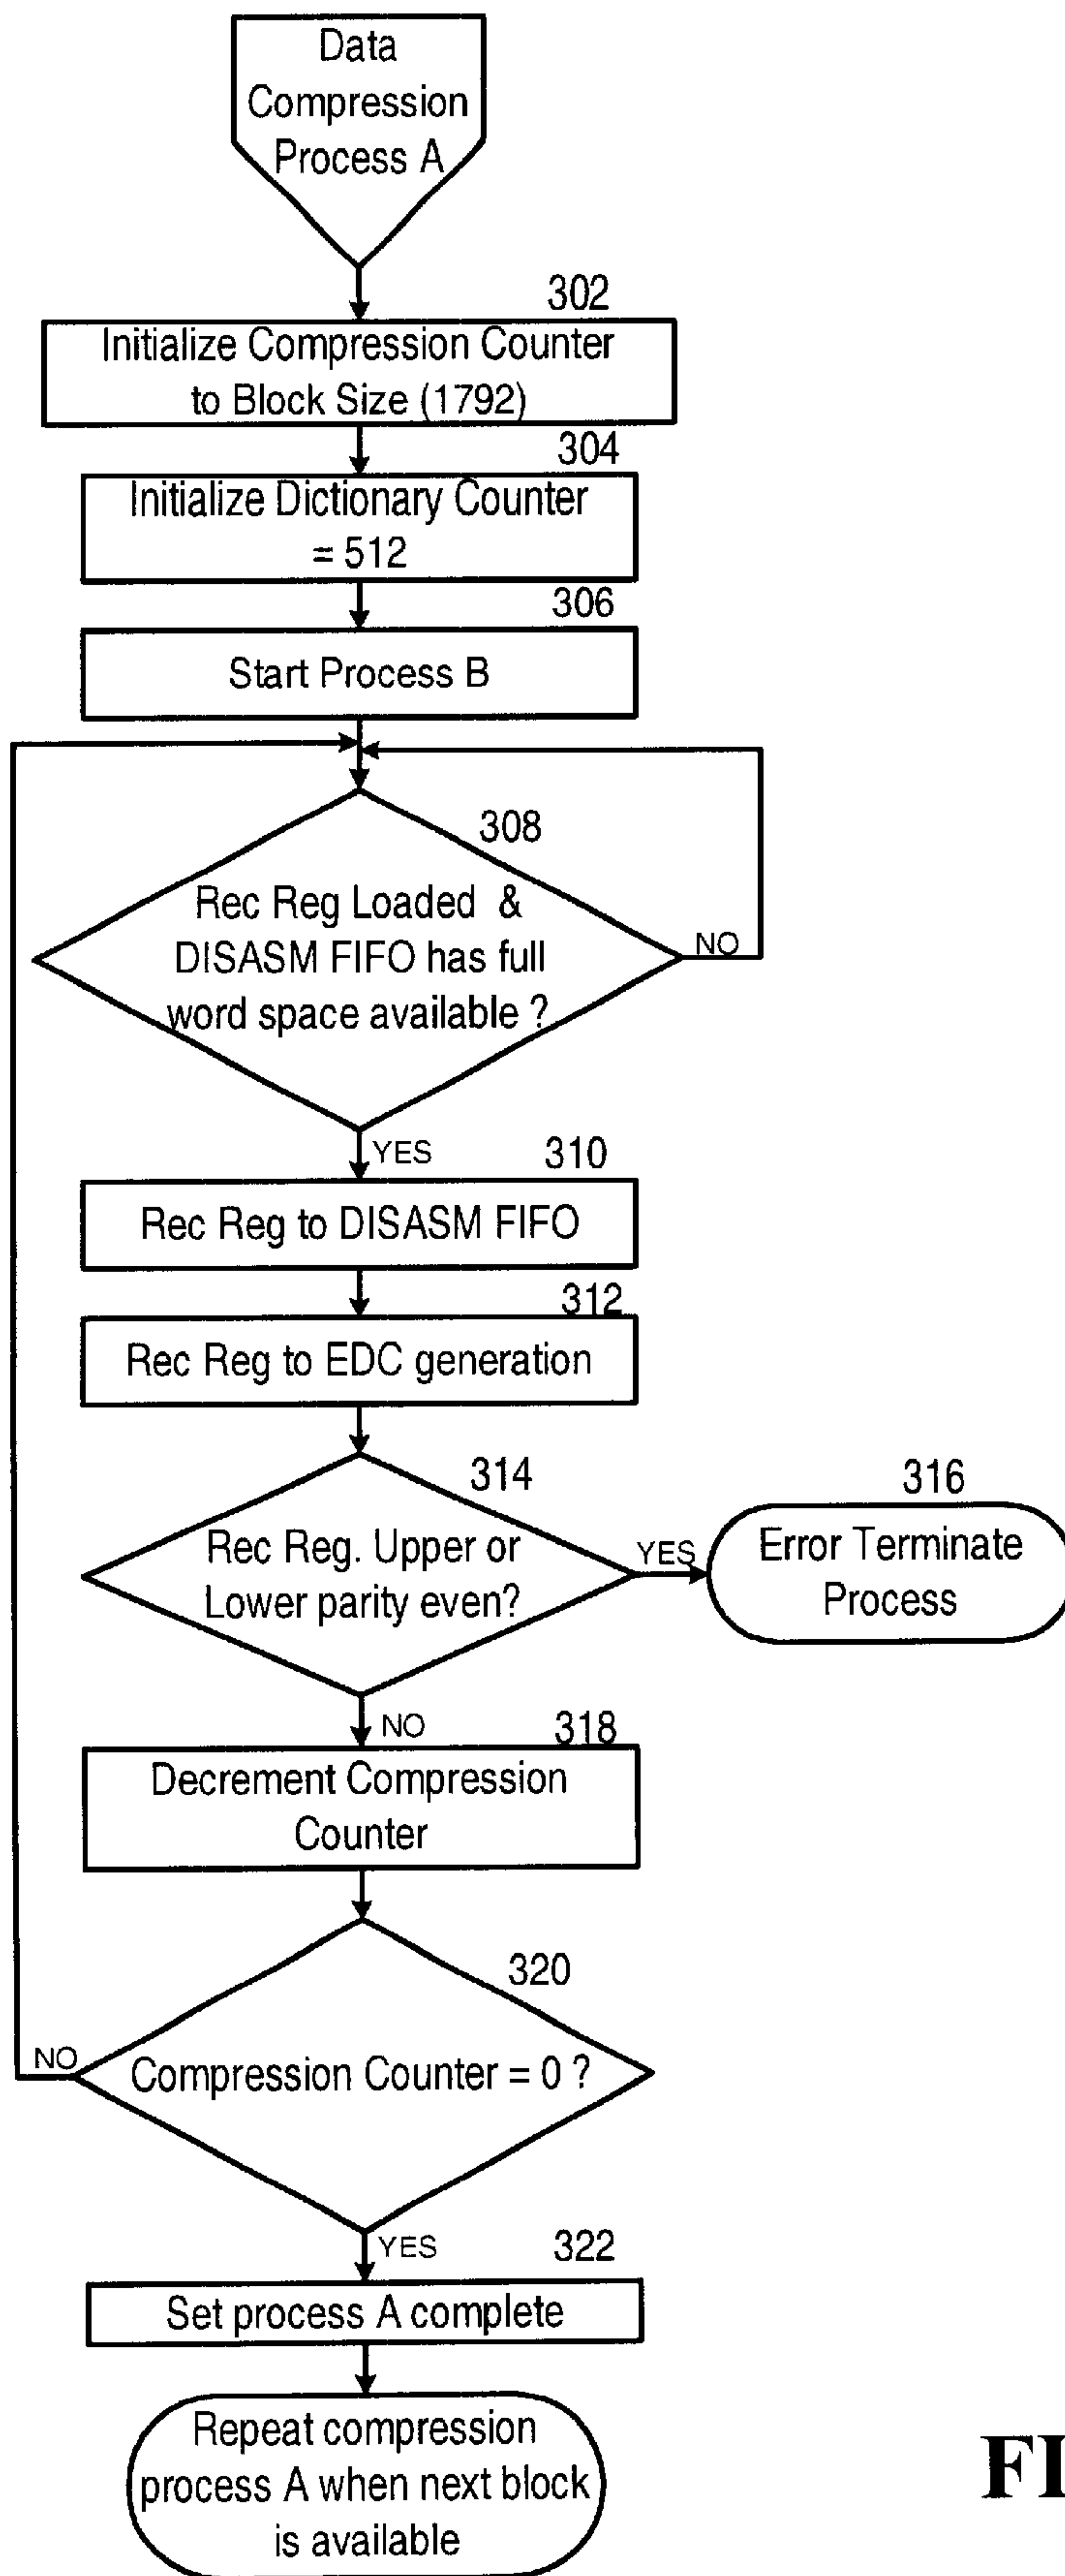 Data
Compression
Process A
302
Initialize Compression Counter
to Block Size (1792)
304
Initialize Dictionary Counter
= 512
306
Start Process B
308
Rec Reg Loaded &
DISASM FIFO has full
word space available ?
NO
YES
310
Rec Reg to DISASM FIFO
312
Rec Reg to EDC generation
314
Rec Reg. Upper or
Lower parity even?
YES
316
Error Terminate
Process
NO
318
Decrement Compression
Counter
320
Compression Counter = 0 ?
NO
YES
322
Set process A complete
Repeat compression
process A when next block
is available